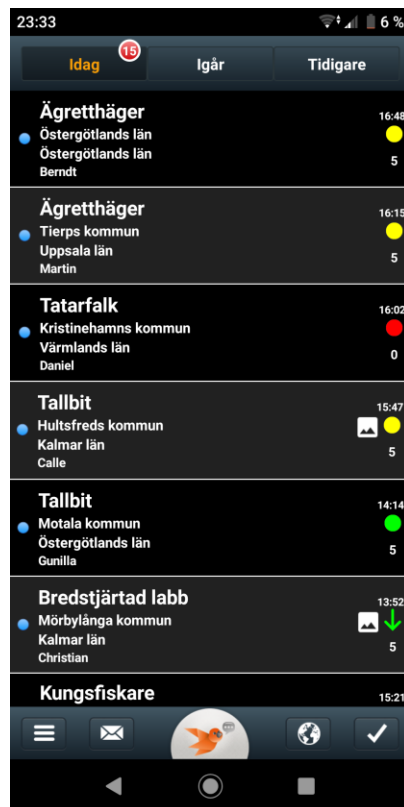 23:33
6 %
Idag
15
Igår
Tidigare
Ägretthäger
16:48
Östergötlands län
Östergötlands län
5
Berndt
Ägretthäger
16:15
Tierps kommun
Uppsala län
5
Martin
Tatarfalk
16:02
Kristinehamns kommun
Värmlands län
0
Daniel
Tallbit
15:47
Hultsfreds kommun
Kalmar län
5
Calle
Tallbit
14:14
Motala kommun
Östergötlands län
5
Gunilla
Bredstjärtad labb
13:52
Mörbylånga kommun
Kalmar län
5
Christian
Kungsfiskare
15:21